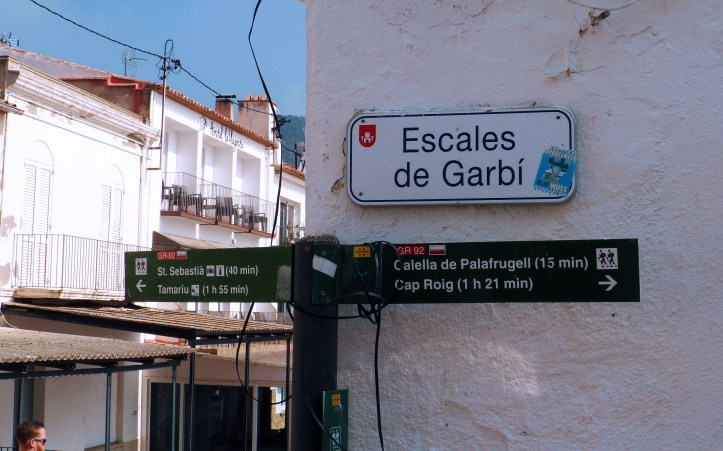 Escales
de Garbí
GR-92
St. Sebastià (40 min)
Tamariu (1 h 55 min)
GR 92
Calella de Palafrugell (15 min)
Cap Roig (1 h 21 min)
Hotel